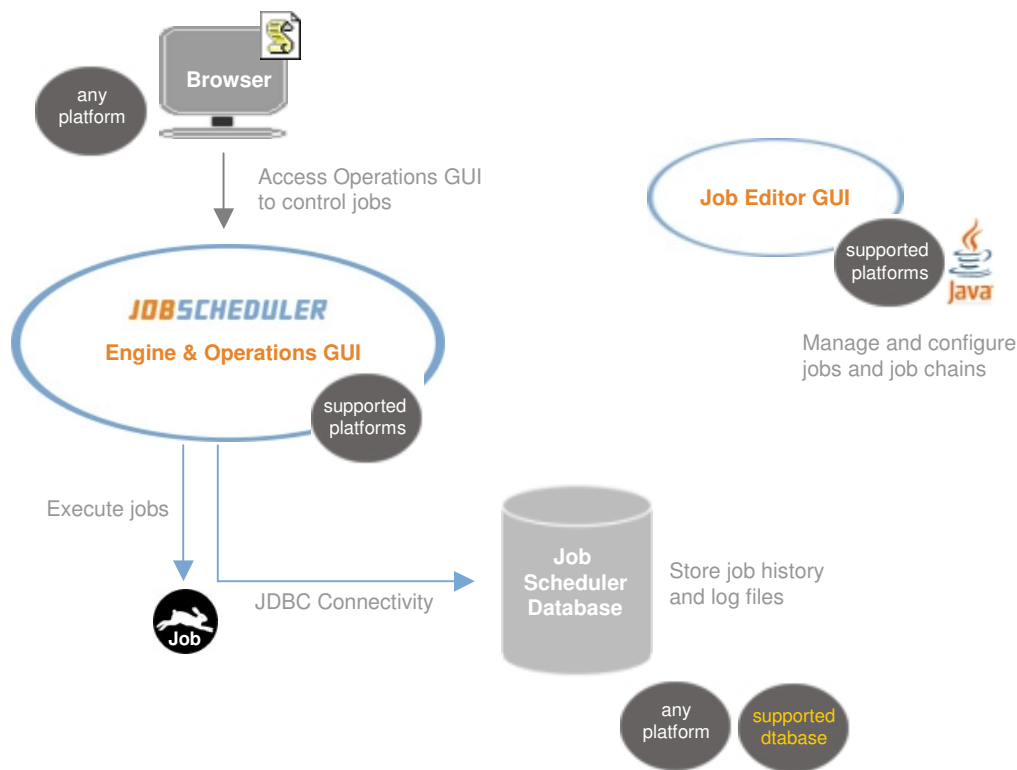 Browser
any
platform
Access Operations GUI
to control jobs
Job Editor GUI
supported
platforms
Java
Manage and configure
jobs and job chains
JOBSCHEDULER
Engine & Operations GUI
supported
platforms
Execute jobs
Job
JDBC Connectivity
Job
Scheduler
Database
Store job history
and log files
any
platform
supported
dtabase